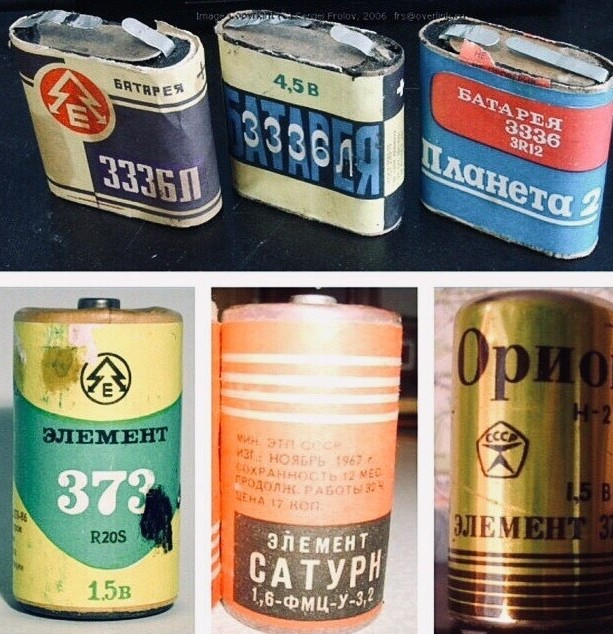 Image Copyright (C) Sergei Frolov, 2006
БАТАРЕЯ
Е
3336Л
4,5В
БАТАРЕЯ
3336Л
БАТАРЕЯ
3336
3R12
Планета 2
Е
ЭЛЕМЕНТ
373
R20S
1.5в
МИН. ЭТП СССР
ИЗГ.: НОЯБРЬ 1967 г.
СОХРАННОСТЬ 12 МЕС.
ПРОДОЛЖ. РАБОТЫ
ЦЕНА 17 КОП.
ЭЛЕМЕНТ
САТУРН
1,6-ФМЦ-У-3,2
Орио
СССР
1,5 В
ЭЛЕМЕНТ